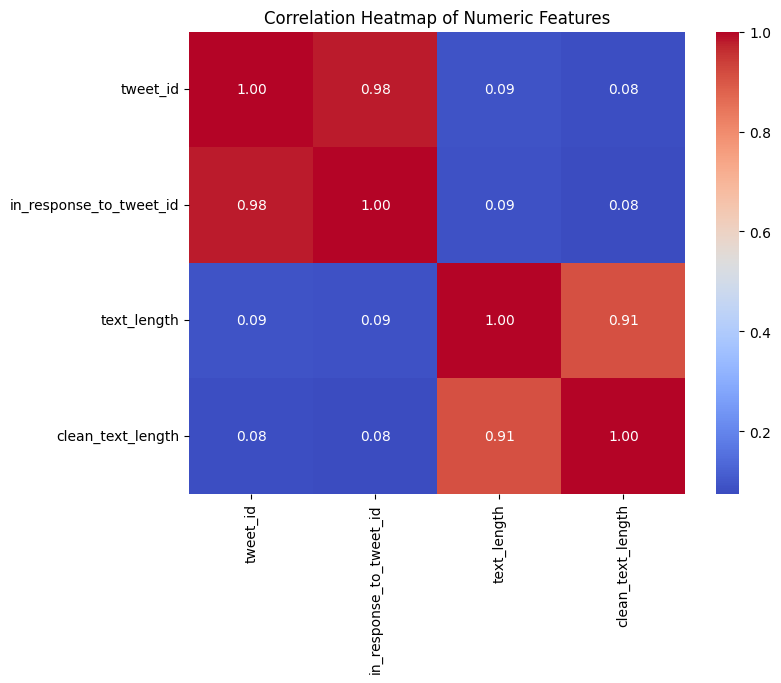 Correlation Heatmap of Numeric Features
tweet_id 1.00 0.98 0.09 0.08
in_response_to_tweet_id 0.98 1.00 0.09 0.08
text_length 0.09 0.09 1.00 0.91
clean_text_length 0.08 0.08 0.91 1.00
tweet_id
in_response_to_tweet_id
text_length
clean_text_length
1.0
0.8
0.6
0.4
0.2